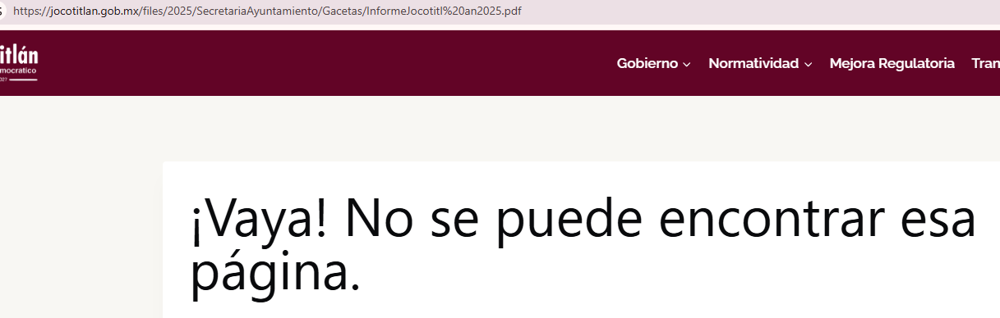 https://jocotitlan.gob.mx/files/2025/SecretariaAyuntamiento/Gacetas/InformeJocotitl%20an2025.pdf
itlán
mocratico
027
Gobierno
Normatividad
Mejora Regulatoria
Tran
¡Vaya! No se puede encontrar esa
página.